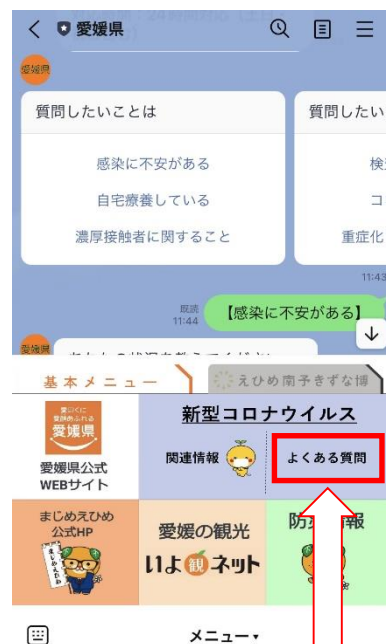 愛媛県
愛媛県
質問したいことは
感染に不安がある
自宅療養している
濃厚接触者に関すること
質問したい
コ
重症化
11:43
既読
11:44
【感染に不安がある】
基本メニュー
えひめ南予きずな博
愛媛県
愛媛県公式
WEBサイト
新型コロナウイルス
関連情報
よくある質問
まじめえひめ
公式HP
愛媛の観光
いよ観ネット
メニュー▼